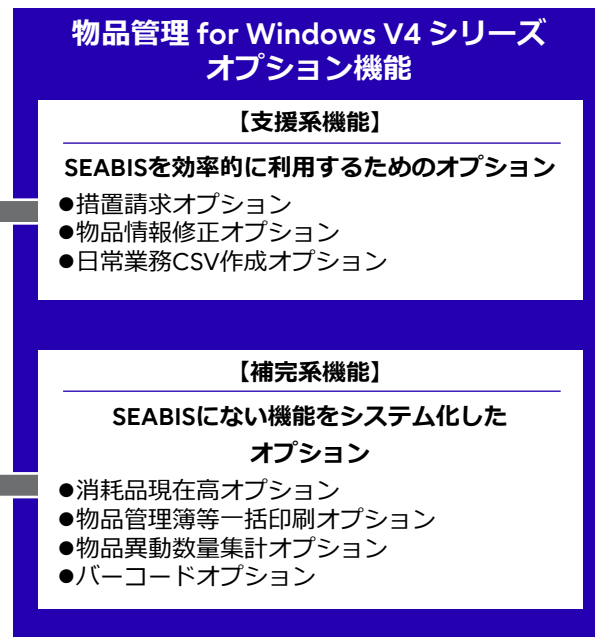 物品管理 for Windows V4 シリーズ
オプション機能
【支援系機能】
SEABISを効率的に利用するためのオプション
●措置請求オプション
●物品情報修正オプション
●日常業務CSV作成オプション
【補完系機能】
SEABISにない機能をシステム化した
オプション
●消耗品現在高オプション
●物品管理簿等一括印刷オプション
●物品異動数量集計オプション
●バーコードオプション